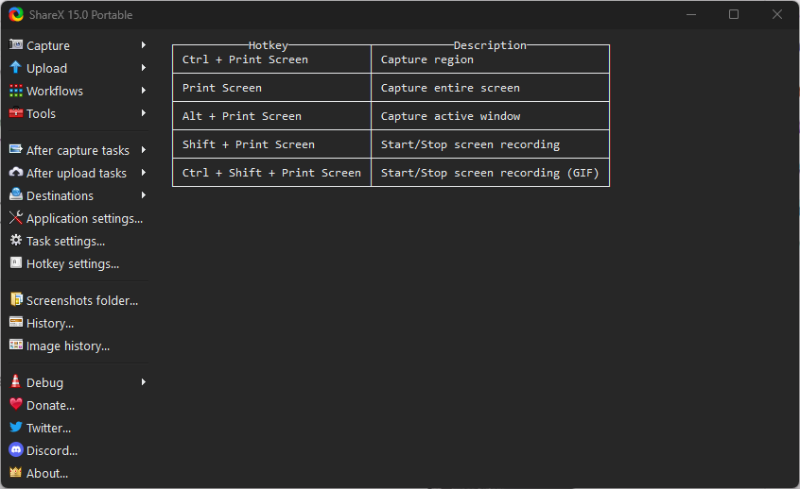 ShareX 15.0 Portable
Capture
Upload
Workflows
Tools
After capture tasks
After upload tasks
Destinations
Application settings...
Task settings...
Hotkey settings...
Screenshots folder...
History...
Image history...
Debug
Donate...
Twitter...
Discord...
About...
Hotkey Description
Ctrl + Print Screen Capture region
Print Screen Capture entire screen
Alt + Print Screen Capture active window
Shift + Print Screen Start/Stop screen recording
Ctrl + Shift + Print Screen Start/Stop screen recording (GIF)